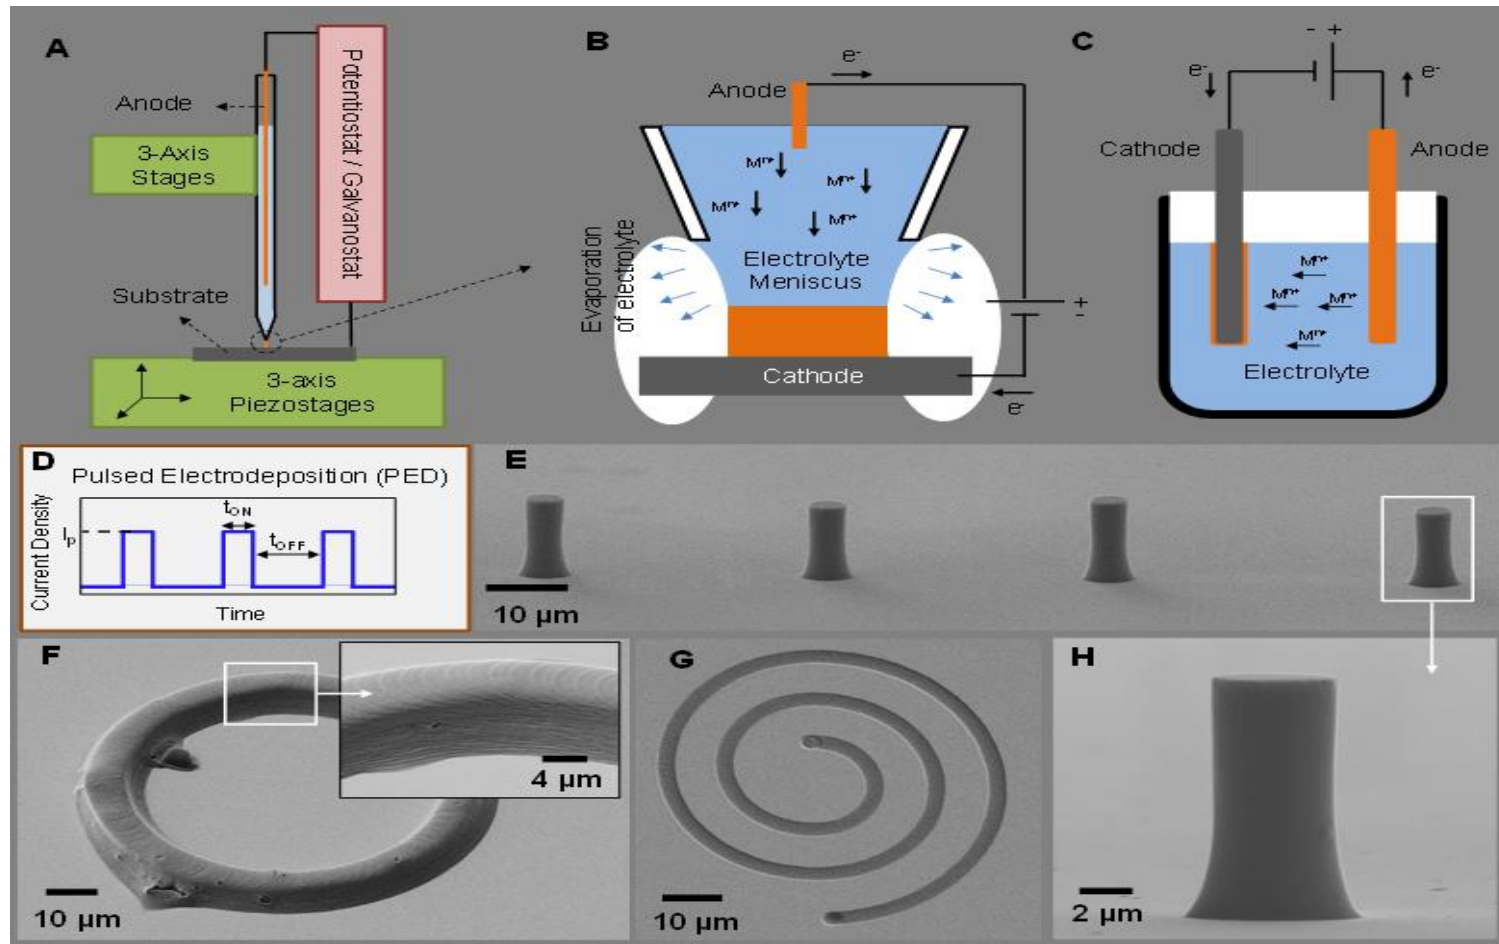 A
Anode
3-Axis
Stages
Potentiostat / Galvanostat
Substrate
3-axis
Piezostages
B
e-
Anode
Mn+
Mn+
Mn+
Mn+
Evaporation
of electrolyte
Electrolyte
Meniscus
+
-
Cathode
e-
C
- +
e-
e-
Cathode
Anode
Mn+
Mn+
Mn+
Mn+
Electrolyte
D
Pulsed Electrodeposition (PED)
Current Density
Ip
tON
tOFF
Time
E
10 µm
F
4 µm
10 µm
G
10 µm
H
2 µm